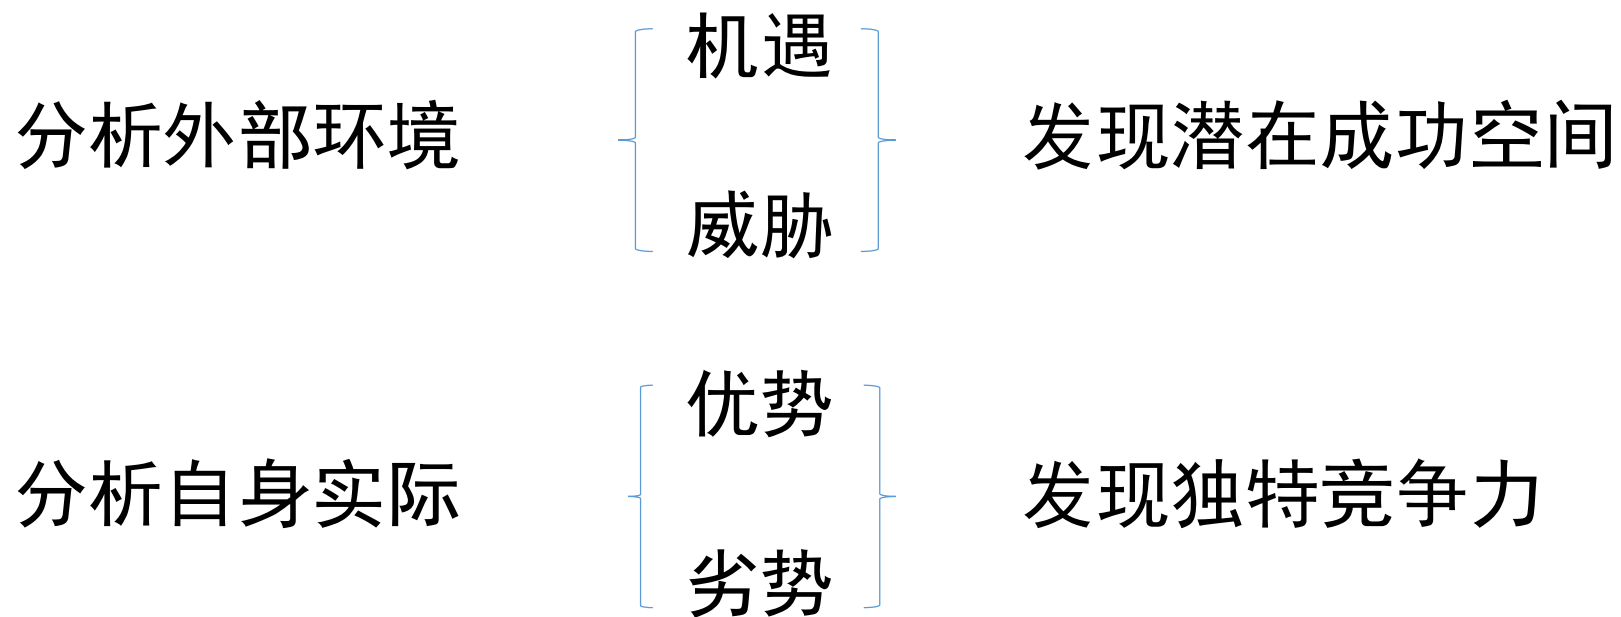 机遇
分析外部环境
发现潜在成功空间
威胁
优势
分析自身实际
发现独特竞争力
劣势